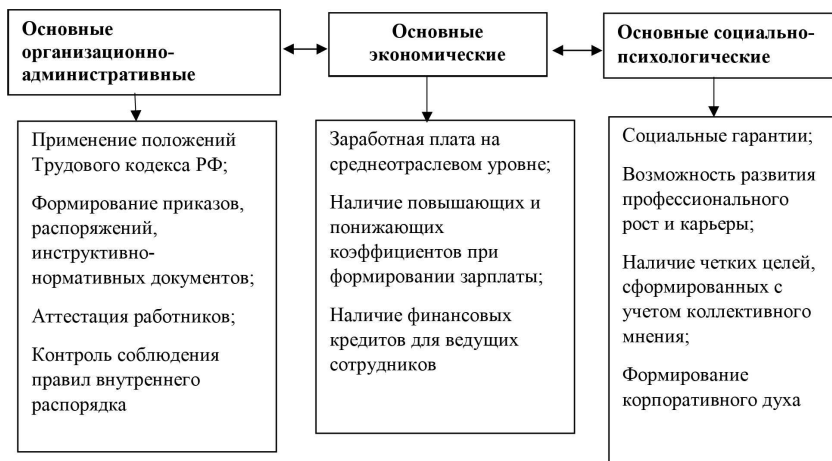 Основные
организационно-
административные
Основные
экономические
Основные социально-
психологические
Применение положений
Трудового кодекса РФ;
Формирование приказов,
распоряжений,
инструктивно-
нормативных документов;
Аттестация работников;
Контроль соблюдения
правил внутреннего
распорядка
Заработная плата на
среднеотраслевом уровне;
Наличие повышающих и
понижающих
коэффициентов при
формировании зарплаты;
Наличие финансовых
кредитов для ведущих
сотрудников
Социальные гарантии;
Возможность развития
профессионального
рост и карьеры;
Наличие четких целей,
сформированных с
учетом коллективного
мнения;
Формирование
корпоративного духа